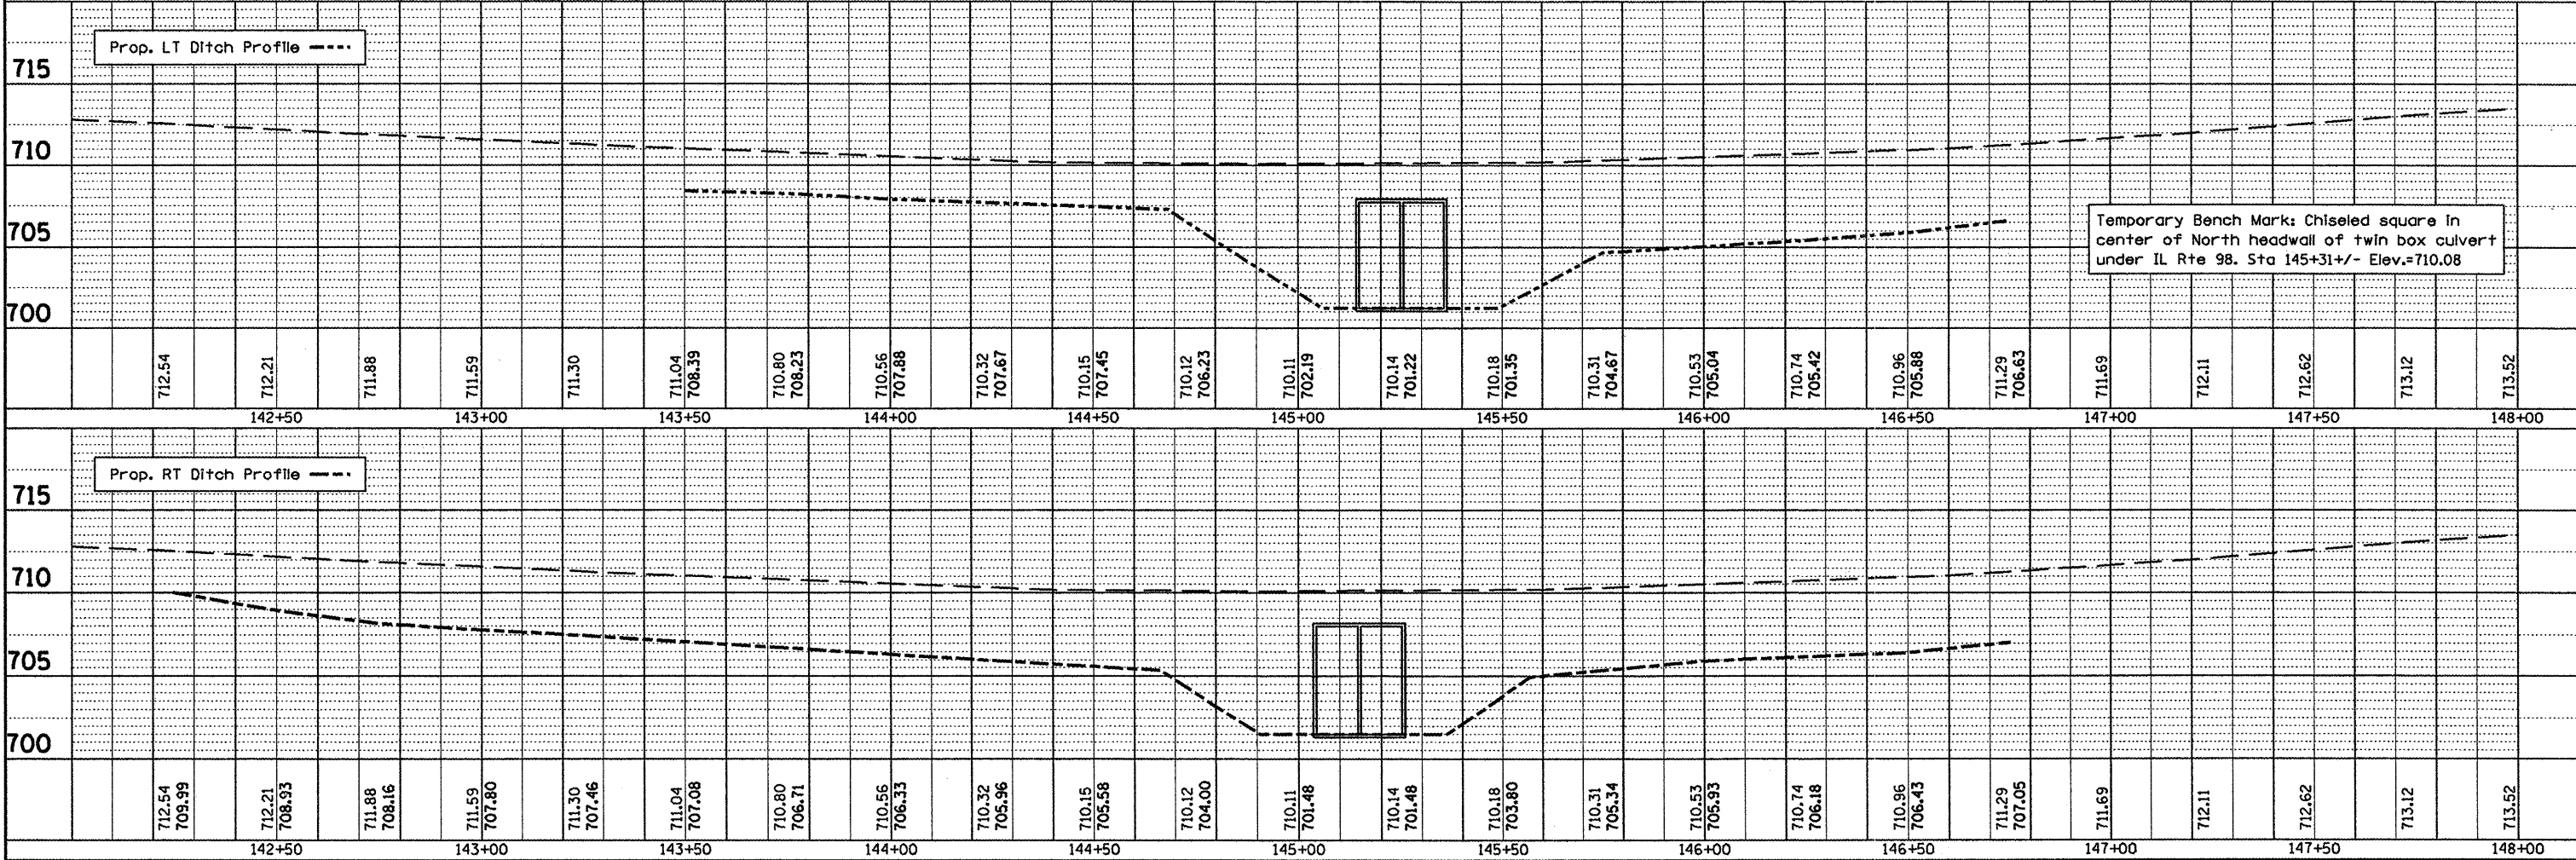 Prop. LT Ditch Profile
715
710
705
700
Temporary Bench Mark: Chiseled square in
center of North headwall of twin box culvert
under IL Rte 98. Sta 145+31+/- Elev.=710.08
712.54 712.21 711.88 711.59 711.30 711.04 710.80 710.56 710.32 710.15 710.12 710.11 710.14 710.18 710.31 710.53 710.74 710.96 711.29 711.69 712.11 712.62 713.12 713.52
708.39 708.23 707.88 707.67 707.45 706.23 702.19 701.22 701.35 704.67 705.04 705.42 705.88 706.63
142+50 143+00 143+50 144+00 144+50 145+00 145+50 146+00 146+50 147+00 147+50 148+00
Prop. RT Ditch Profile
715
710
705
700
712.54 712.21 711.88 711.59 711.30 711.04 710.80 710.56 710.32 710.15 710.12 710.11 710.14 710.18 710.31 710.53 710.74 710.96 711.29 711.69 712.11 712.62 713.12 713.52
709.99 708.93 708.16 707.80 707.46 707.08 706.71 706.33 705.96 705.58 704.00 701.48 701.48 703.80 705.34 705.93 706.18 706.43 707.05
142+50 143+00 143+50 144+00 144+50 145+00 145+50 146+00 146+50 147+00 147+50 148+00